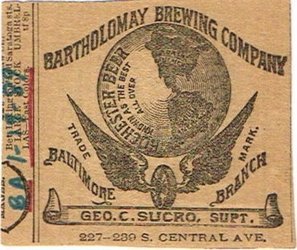 BARTHOLOMAY BREWING COMPANY
ROCHESTER BEER
KNOWN AS THE BEST
ALL OVER
TRADE MARK.
BALTIMORE BRANCH
GEO. C. SUCRO, SUPT.
227-239 S. CENTRAL AVE.